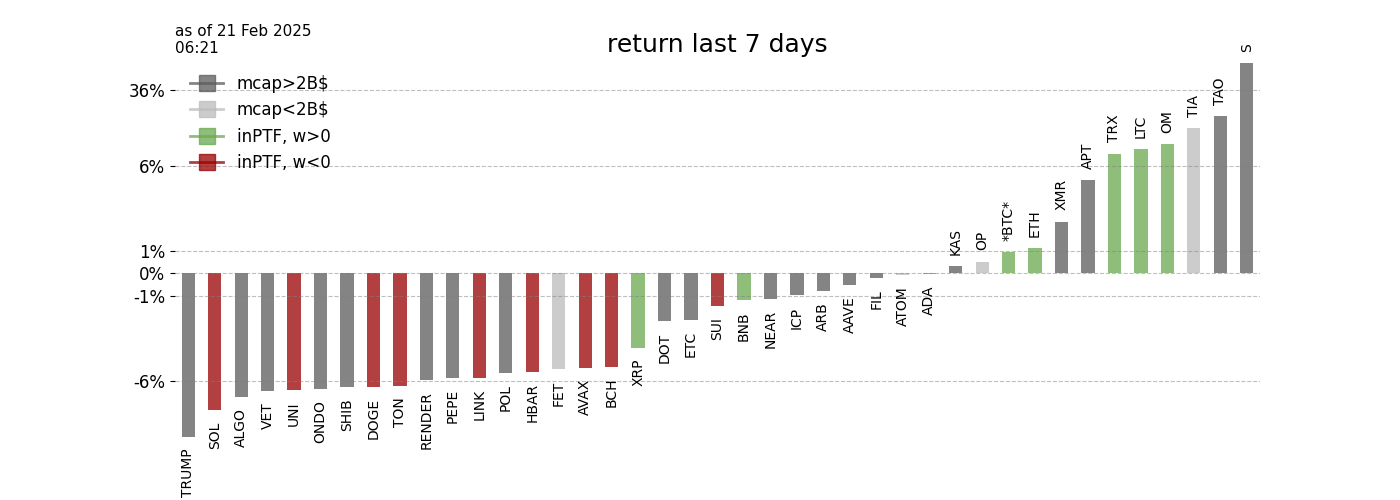 as of 21 Feb 2025
06:21
return last 7 days
mcap>2B$
mcap<2B$
inPTF, w>0
inPTF, w<0
36%
6%
1%
0%
-1%
-6%
TRUMP
SOL
ALGO
VET
UNI
ONDO
SHIB
DOGE
TON
RENDER
PEPE
LINK
POL
HBAR
FET
AVAX
BCH
XRP
DOT
ETC
SUI
BNB
NEAR
ICP
ARB
AAVE
FIL
ATOM
ADA
KAS
OP
*BTC*
ETH
XMR
APT
TRX
LTC
OM
TIA
TAO
S